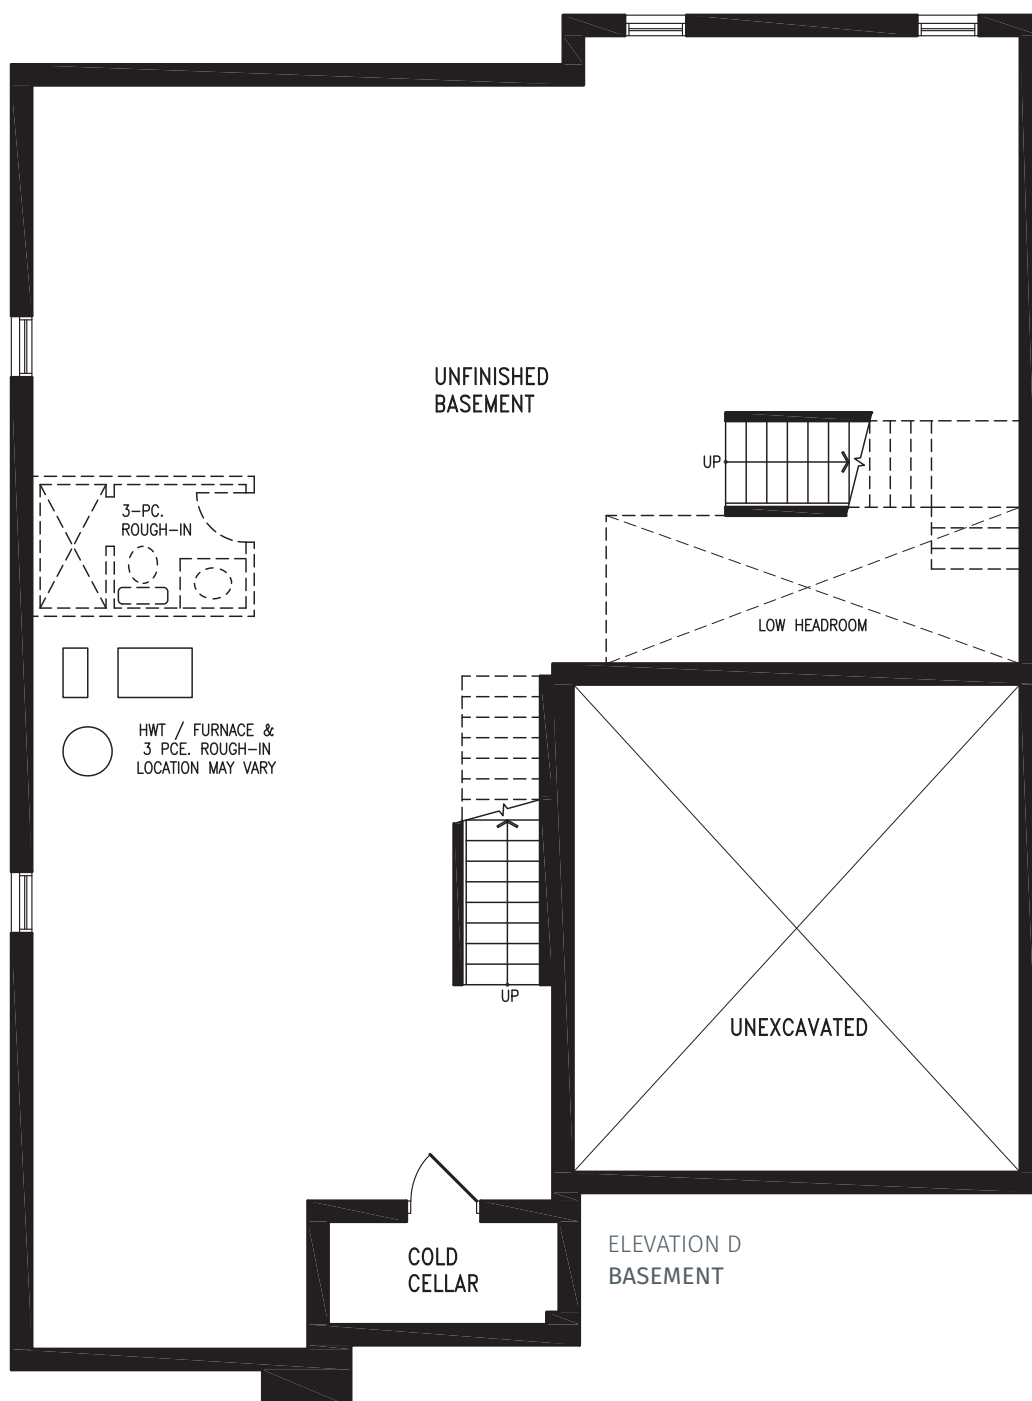 UNFINISHED
BASEMENT
UP
3-PC.
ROUGH-IN
LOW HEADROOM
HWT / FURNACE &
3 PCE. ROUGH-IN
LOCATION MAY VARY
UP
UNEXCAVATED
COLD
CELLAR
ELEVATION D
BASEMENT